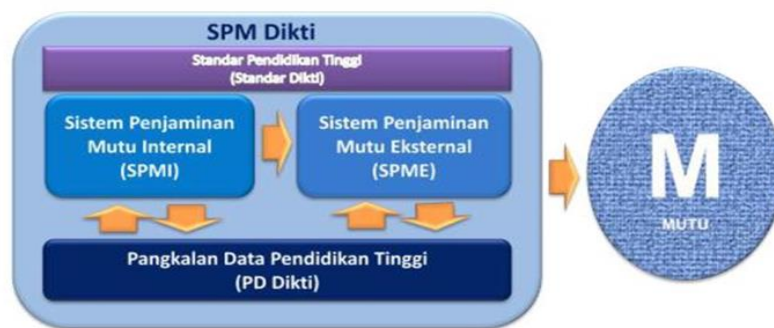 SPM Dikti
Standar Pendidikan Tinggi
(Standar Dikti)
Sistem Penjaminan
Mutu Internal
(SPMI)
Sistem Penjaminan
Mutu Eksternal
(SPME)
Pangkalan Data Pendidikan Tinggi
(PD Dikti)
M
MUTU